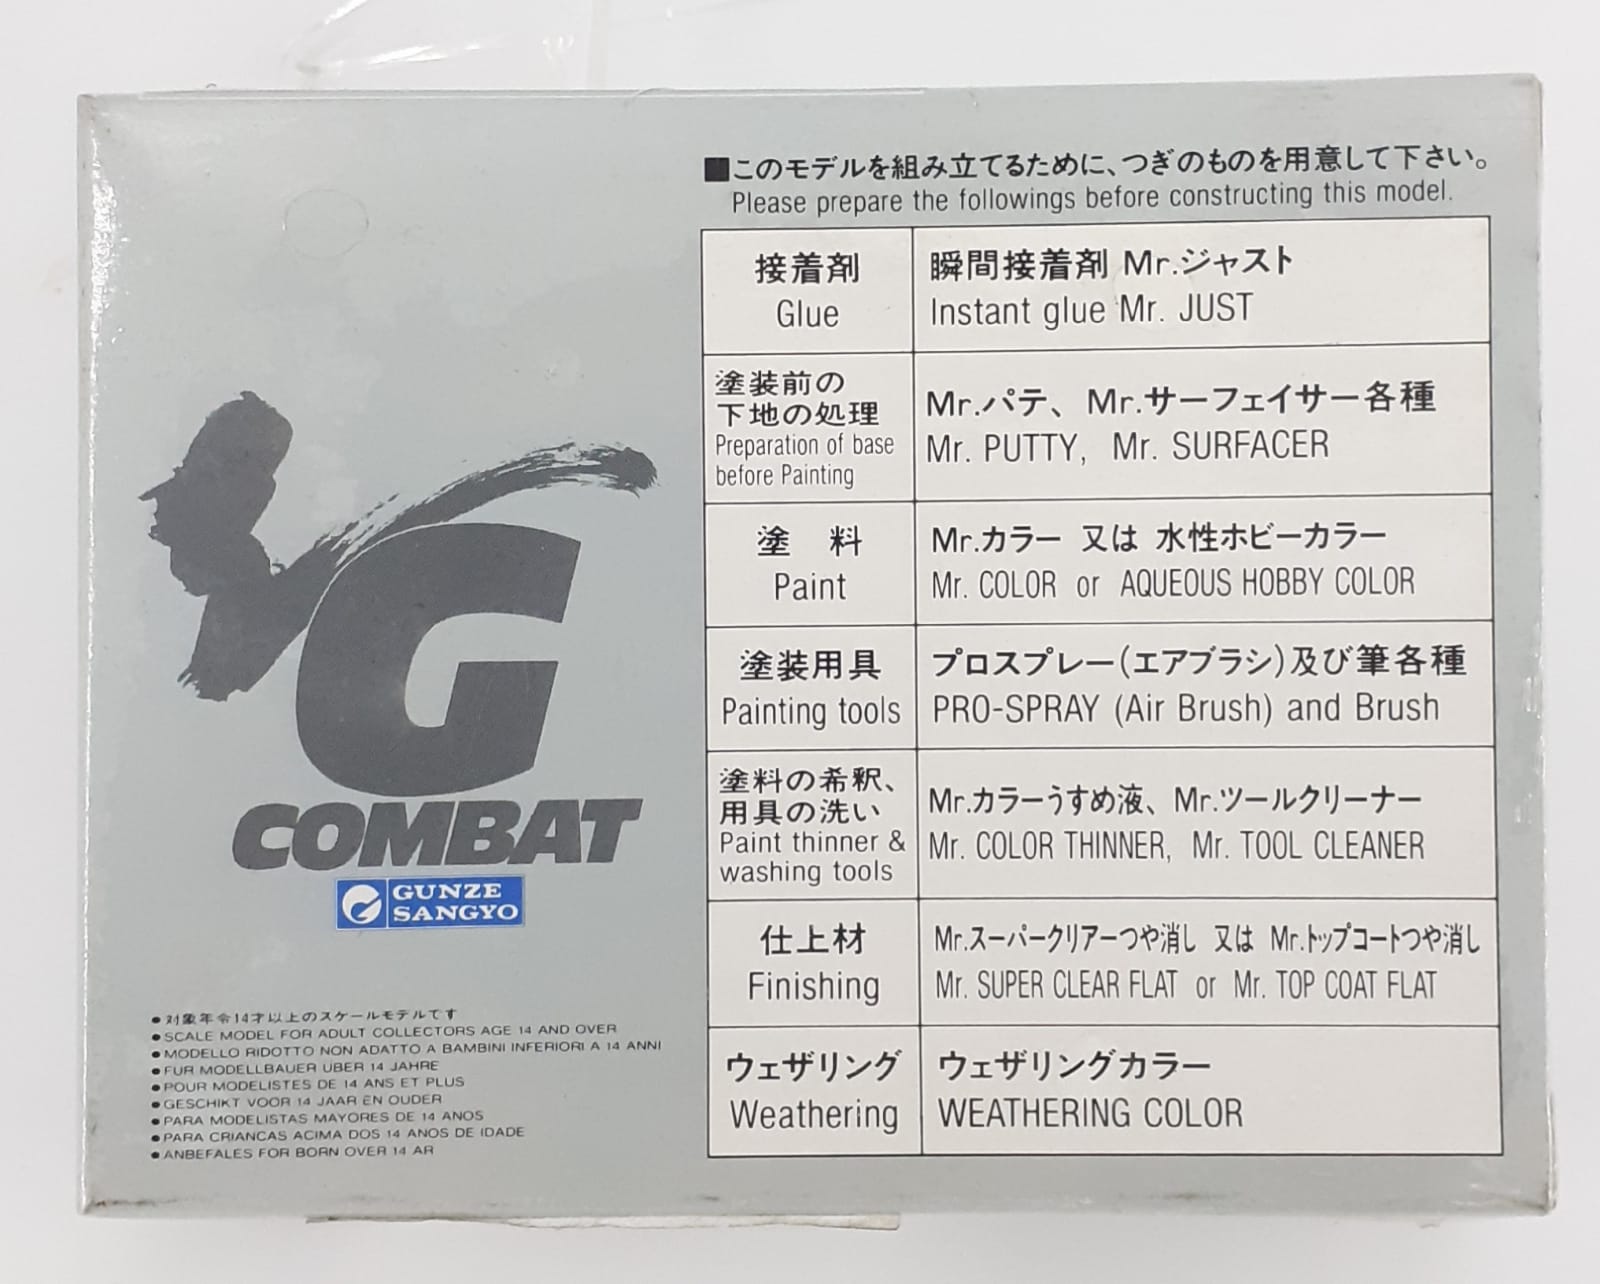 ■このモデルを組み立てるために、つぎのものを用意して下さい。
Please prepare the followings before constructing this model.
接着剤
Glue
瞬間接着剤 Mr.ジャスト
Instant glue Mr. JUST
塗装前の
下地の処理
Preparation of base
before Painting
Mr.パテ、Mr.サーフェイサー各種
Mr. PUTTY, Mr. SURFACER
塗 料
Paint
Mr.カラー 又は 水性ホビーカラー
Mr. COLOR or AQUEOUS HOBBY COLOR
塗装用具
Painting tools
プロスプレー(エアブラシ)及び筆各種
PRO-SPRAY (Air Brush) and Brush
塗料の希釈、
用具の洗い
Paint thinner &
washing tools
Mr.カラーうすめ液、Mr.ツールクリーナー
Mr. COLOR THINNER, Mr. TOOL CLEANER
仕上材
Finishing
Mr.スーパークリアーつや消し 又は Mr.トップコートつや消し
Mr. SUPER CLEAR FLAT or Mr. TOP COAT FLAT
ウェザリング
Weathering
ウェザリングカラー
WEATHERING COLOR
G
COMBAT
GUNZE
SANGYO
●対象年令14才以上のスケールモデルです
●SCALE MODEL FOR ADULT COLLECTORS AGE 14 AND OVER
●MODELLO RIDOTTO NON ADATTO A BAMBINI INFERIORI A 14 ANNI
●FUR MODELLBAUER UBER 14 JAHRE
●POUR MODELISTES DE 14 ANS ET PLUS
●GESCHIKT VOOR 14 JAAR EN OUDER
●PARA MODELISTAS MAYORES DE 14 ANOS
●PARA CRIANCAS ACIMA DOS 14 ANOS DE IDADE
●ANBEFALES FOR BORN OVER 14 AR